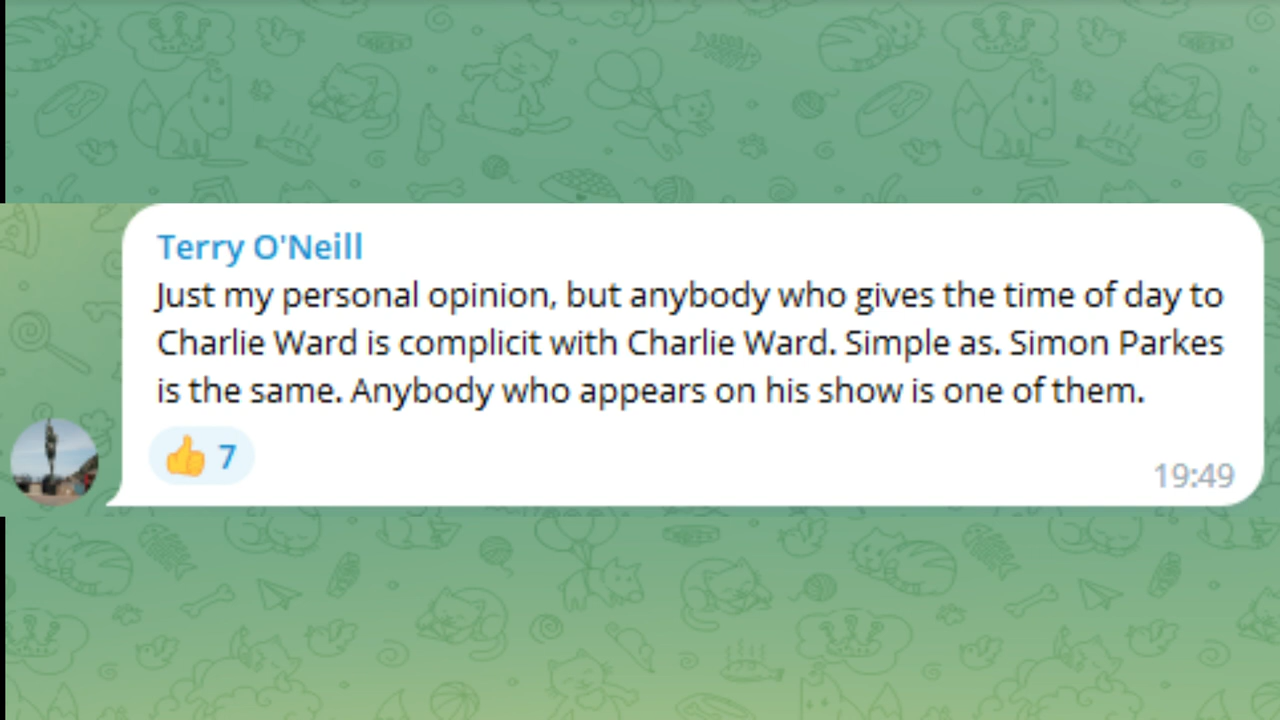 Terry O'Neill
Just my personal opinion, but anybody who gives the time of day to
Charlie Ward is complicit with Charlie Ward. Simple as. Simon Parkes
is the same. Anybody who appears on his show is one of them.
👍 7
19:49